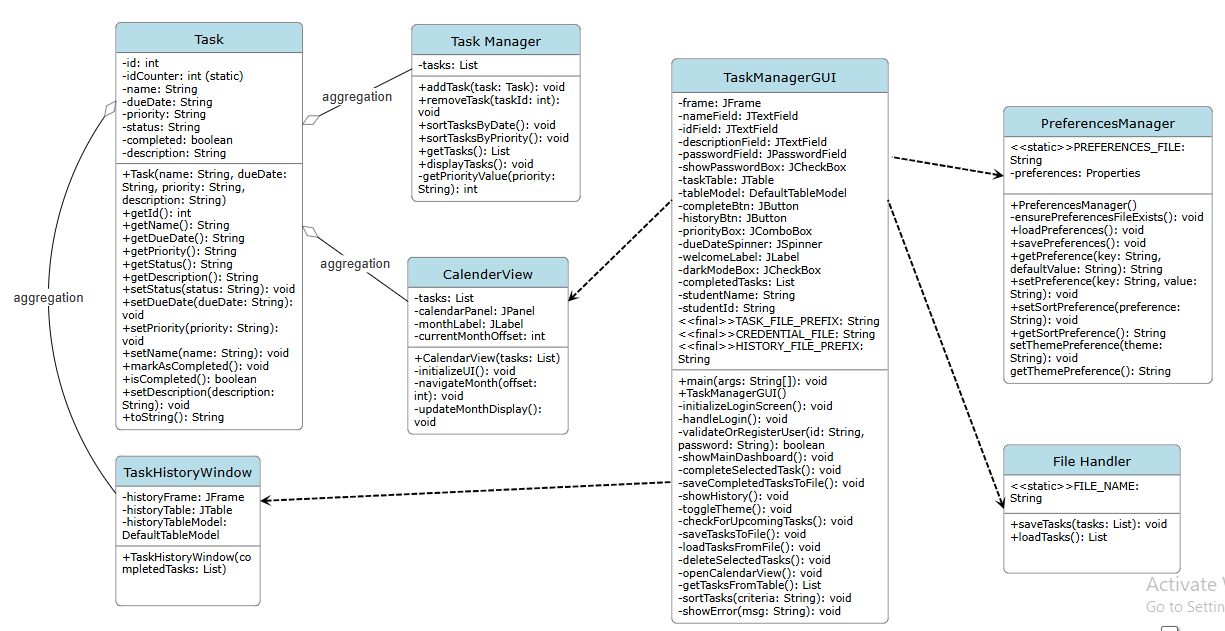 Task
-id: int
-idCounter: int (static)
-name: String
-dueDate: String
-priority: String
-status: String
-completed: boolean
-description: String
+Task(name: String, dueDate:
String, priority: String,
description: String)
+getId(): int
+getName(): String
+getDueDate(): String
+getPriority(): String
+getStatus(): String
+getDescription(): String
+setStatus(status: String): void
+setDueDate(dueDate: String):
void
+setPriority(priority: String):
void
+setName(name: String): void
+markAsCompleted(): void
+isCompleted(): boolean
+setDescription(description:
String): void
+toString(): String
aggregation
Task Manager
-tasks: List
+addTask(task: Task): void
+removeTask(taskId: int):
void
+sortTasksByDate(): void
+sortTasksByPriority(): void
+getTasks(): List
+displayTasks(): void
-getPriorityValue(priority:
String): int
aggregation
CalenderView
-tasks: List
-calendarPanel: JPanel
-monthLabel: JLabel
-currentMonthOffset: int
+CalendarView(tasks: List)
-initializeUI(): void
-navigateMonth(offset:
int): void
-updateMonthDisplay():
void
aggregation
TaskHistoryWindow
-historyFrame: JFrame
-historyTable: JTable
-historyTableModel:
DefaultTableModel
+TaskHistoryWindow(co
mpletedTasks: List)
TaskManagerGUI
-frame: JFrame
-nameField: JTextField
-idField: JTextField
-descriptionField: JTextField
-passwordField: JPasswordField
-showPasswordBox: JCheckBox
-taskTable: JTable
-tableModel: DefaultTableModel
-completeBtn: JButton
-historyBtn: JButton
-priorityBox: JComboBox
-dueDateSpinner: JSpinner
-welcomeLabel: JLabel
-darkModeBox: JCheckBox
-completedTasks: List
-studentName: String
-studentId: String
<<final>>TASK_FILE_PREFIX: String
<<final>>CREDENTIAL_FILE: String
<<final>>HISTORY_FILE_PREFIX:
String
+main(args: String[]): void
+TaskManagerGUI()
-initializeLoginScreen(): void
-handleLogin(): void
-validateOrRegisterUser(id: String,
password: String): boolean
-showMainDashboard(): void
-completeSelectedTask(): void
-saveCompletedTasksToFile(): void
-showHistory(): void
-toggleTheme(): void
-checkForUpcomingTasks(): void
-saveTasksToFile(): void
-loadTasksFromFile(): void
-deleteSelectedTasks(): void
-openCalendarView(): void
-getTasksFromTable(): List
-sortTasks(criteria: String): void
-showError(msg: String): void
PreferencesManager
<<static>>PREFERENCES_FILE:
String
-preferences: Properties
+PreferencesManager()
-ensurePreferencesFileExists(): void
+loadPreferences(): void
+savePreferences(): void
+getPreference(key: String,
defaultValue: String): String
+setPreference(key: String, value:
String): void
+setSortPreference(preference:
String): void
+getSortPreference(): String
setThemePreference(theme:
String): void
getThemePreference(): String
File Handler
<<static>>FILE_NAME:
String
+saveTasks(tasks: List): void
+loadTasks(): List
Activate
Go to Settin